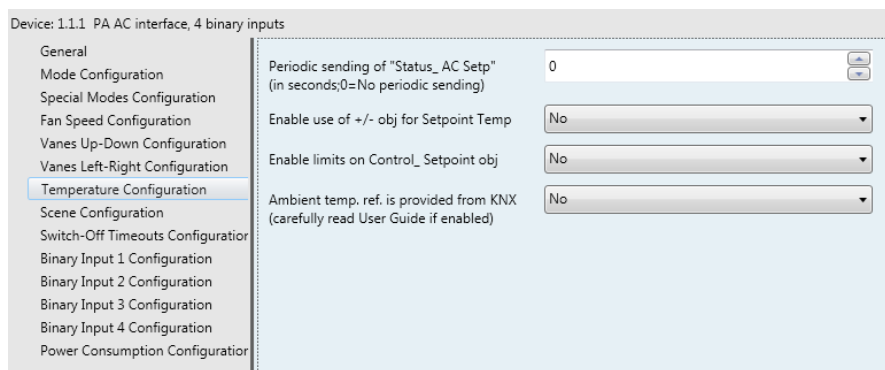 Device: 1.1.1 PA AC interface, 4 binary inputs
General
Mode Configuration
Special Modes Configuration
Fan Speed Configuration
Vanes Up-Down Configuration
Vanes Left-Right Configuration
Temperature Configuration
Scene Configuration
Switch-Off Timeouts Configuration
Binary Input 1 Configuration
Binary Input 2 Configuration
Binary Input 3 Configuration
Binary Input 4 Configuration
Power Consumption Configuration
Periodic sending of "Status_ AC Setp"
(in seconds;0=No periodic sending)
0
Enable use of +/- obj for Setpoint Temp
No
Enable limits on Control_ Setpoint obj
No
Ambient temp. ref. is provided from KNX
(carefully read User Guide if enabled)
No